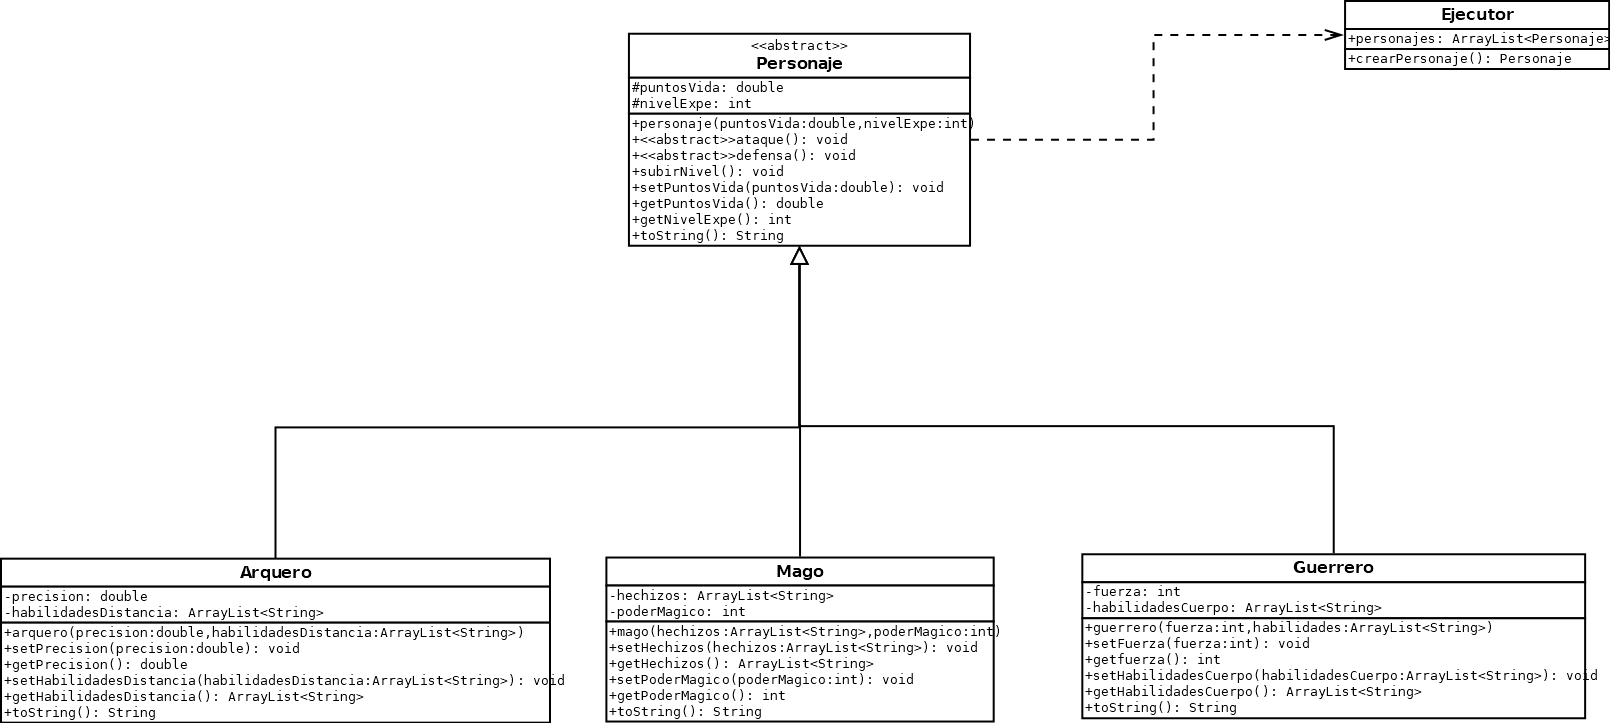 <<abstract>>
Personaje
#puntosVida: double
#nivelExpe: int
+personaje(puntosVida:double,nivelExpe:int)
+<<abstract>>ataque(): void
+<<abstract>>defensa(): void
+subirNivel(): void
+setPuntosVida(puntosVida:double): void
+getPuntosVida(): double
+getNivelExpe(): int
+toString(): String
Ejecutor
+personajes: ArrayList<Personaje>
+crearPersonaje(): Personaje
Arquero
-precision: double
-habilidadesDistancia: ArrayList<String>
+arquero(precision:double,habilidadesDistancia:ArrayList<String>)
+setPrecision(precision:double): void
+getPrecision(): double
+setHabilidadesDistancia(habilidadesDistancia:ArrayList<String>): void
+getHabilidadesDistancia(): ArrayList<String>
+toString(): String
Mago
-hechizos: ArrayList<String>
-poderMagico: int
+mago(hechizos:ArrayList<String>,poderMagico:int)
+setHechizos(hechizos:ArrayList<String>): void
+getHechizos(): ArrayList<String>
+setPoderMagico(poderMagico:int): void
+getPoderMagico(): int
+toString(): String
Guerrero
-fuerza: int
-habilidadesCuerpo: ArrayList<String>
+guerrero(fuerza:int,habilidades:ArrayList<String>)
+setFuerza(fuerza:int): void
+getfuerza(): int
+setHabilidadesCuerpo(habilidadesCuerpo:ArrayList<String>): void
+getHabilidadesCuerpo(): ArrayList<String>
+toString(): String